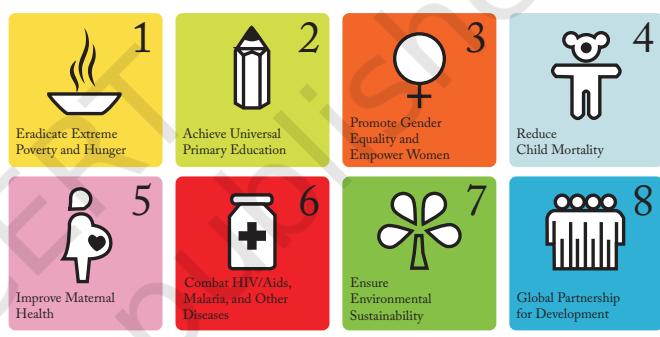 1
Eradicate Extreme
Poverty and Hunger
2
Achieve Universal
Primary Education
3
Promote Gender
Equality and
Empower Women
4
Reduce
Child Mortality
5
Improve Maternal
Health
6
Combat HIV/Aids,
Malaria, and Other
Diseases
7
Ensure
Environmental
Sustainability
8
Global Partnership
for Development